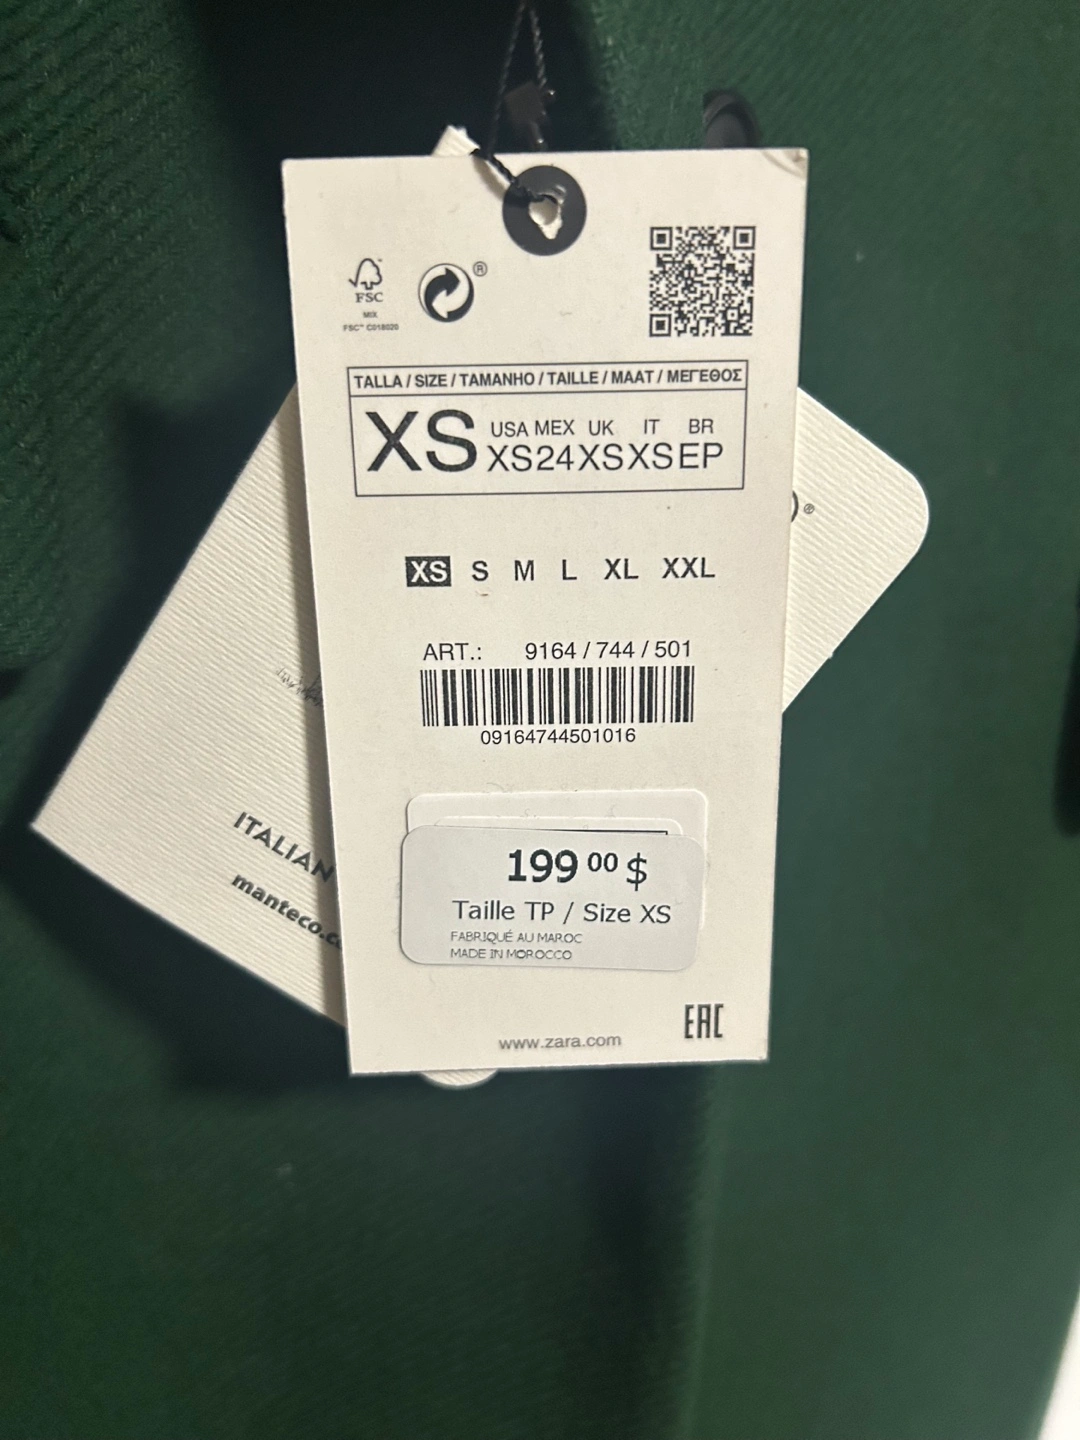 FSC
MIX
FSC™ C018020
®
TALLA / SIZE / TAMANHO / TAILLE / MAAT / ΜΕΓΕΘΟΣ
XS
USA MEX UK IT BR
XS 24 XS XS EP
XS S M L XL XXL
ART.: 9164 / 744 / 501
09164744501016
199 00 $
Taille TP / Size XS
FABRIQUÉ AU MAROC
MADE IN MOROCCO
EAC
www.zara.com
®
ITALIAN
manteco.c